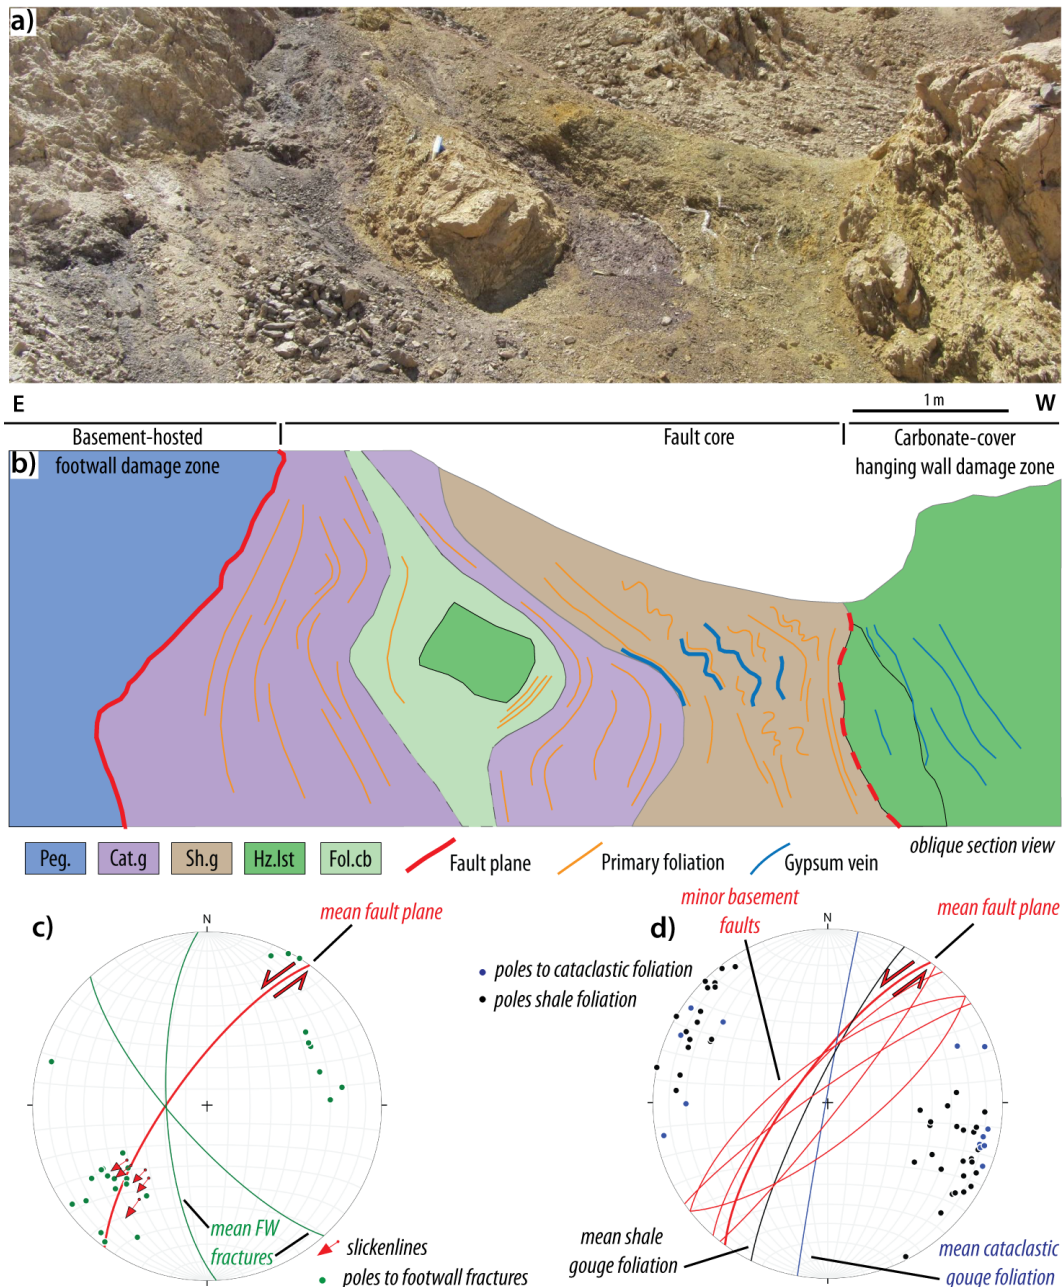 a)
E
1 m
W
Basement-hosted
footwall damage zone
Fault core
Carbonate-cover
hanging wall damage zone
b)
oblique section view
Peg.
Cat.g
Sh.g
Hz.lst
Fol.cb
Fault plane
Primary foliation
Gypsum vein
c)
N
mean fault plane
mean FW
fractures
slickenlines
poles to footwall fractures
d)
N
minor basement
faults
mean fault plane
poles to cataclastic foliation
poles shale foliation
mean shale
gouge foliation
mean cataclastic
gouge foliation